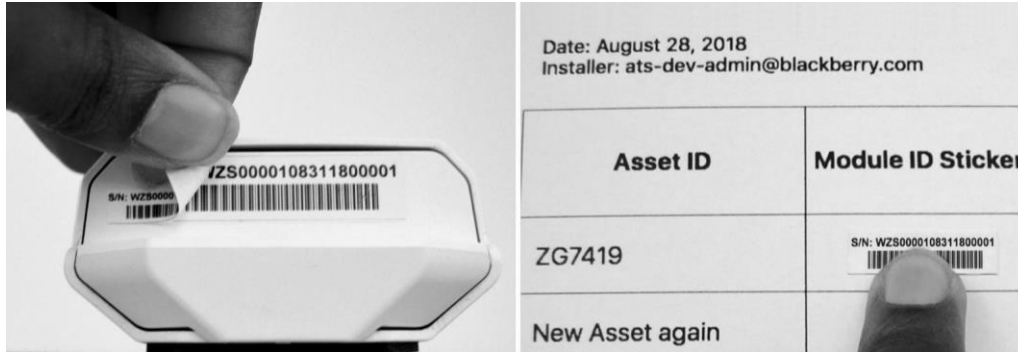 WZS0000108311800001
S/N: WZS0000
Date: August 28, 2018
Installer: ats-dev-admin@blackberry.com
Asset ID
Module ID Sticker
ZG7419
S/N: WZS0000108311800001
New Asset again